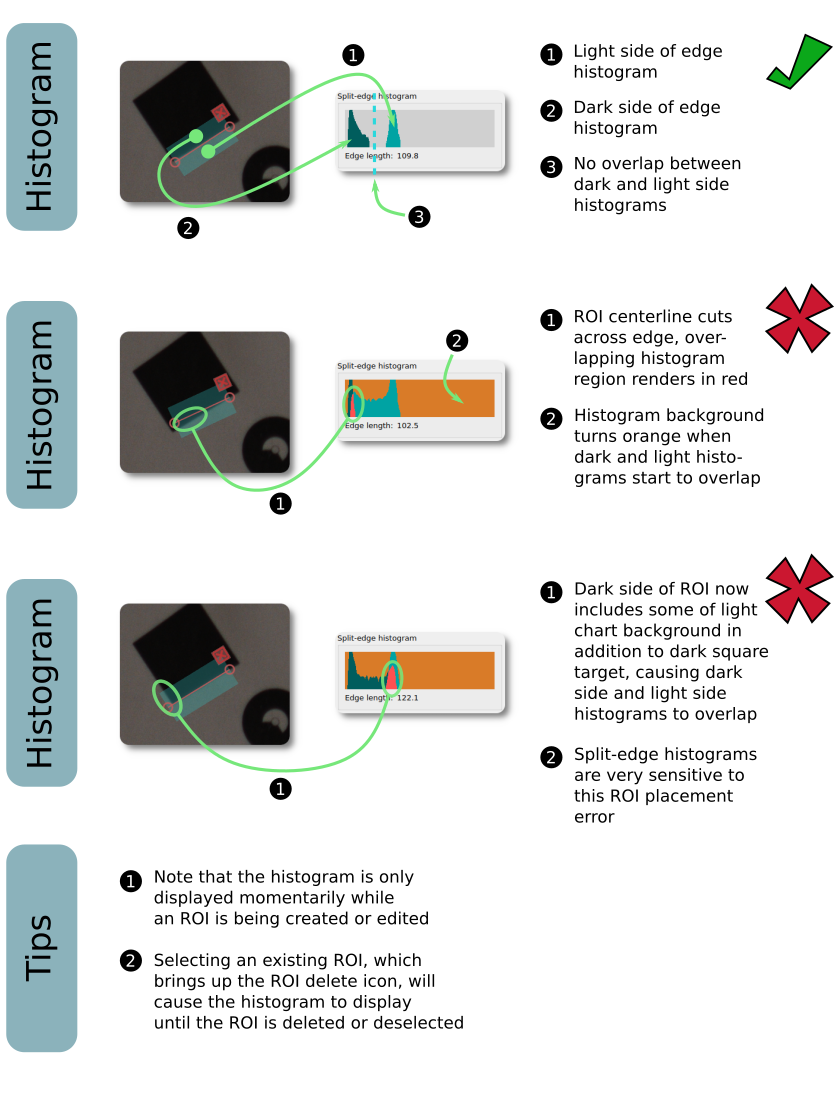 Histogram
1
Split-edge histogram
Edge length: 109.8
2
3
1 Light side of edge
histogram
2 Dark side of edge
histogram
3 No overlap between
dark and light side
histograms
Histogram
2
Split-edge histogram
Edge length: 102.5
1
1 ROI centerline cuts
across edge, over-
lapping histogram
region renders in red
2 Histogram background
turns orange when
dark and light histo-
grams start to overlap
Histogram
Split-edge histogram
Edge length: 122.1
1
1 Dark side of ROI now
includes some of light
chart background in
addition to dark square
target, causing dark
side and light side
histograms to overlap
2 Split-edge histograms
are very sensitive to
this ROI placement
error
Tips
1 Note that the histogram is only
displayed momentarily while
an ROI is being created or edited
2 Selecting an existing ROI, which
brings up the ROI delete icon, will
cause the histogram to display
until the ROI is deleted or deselected